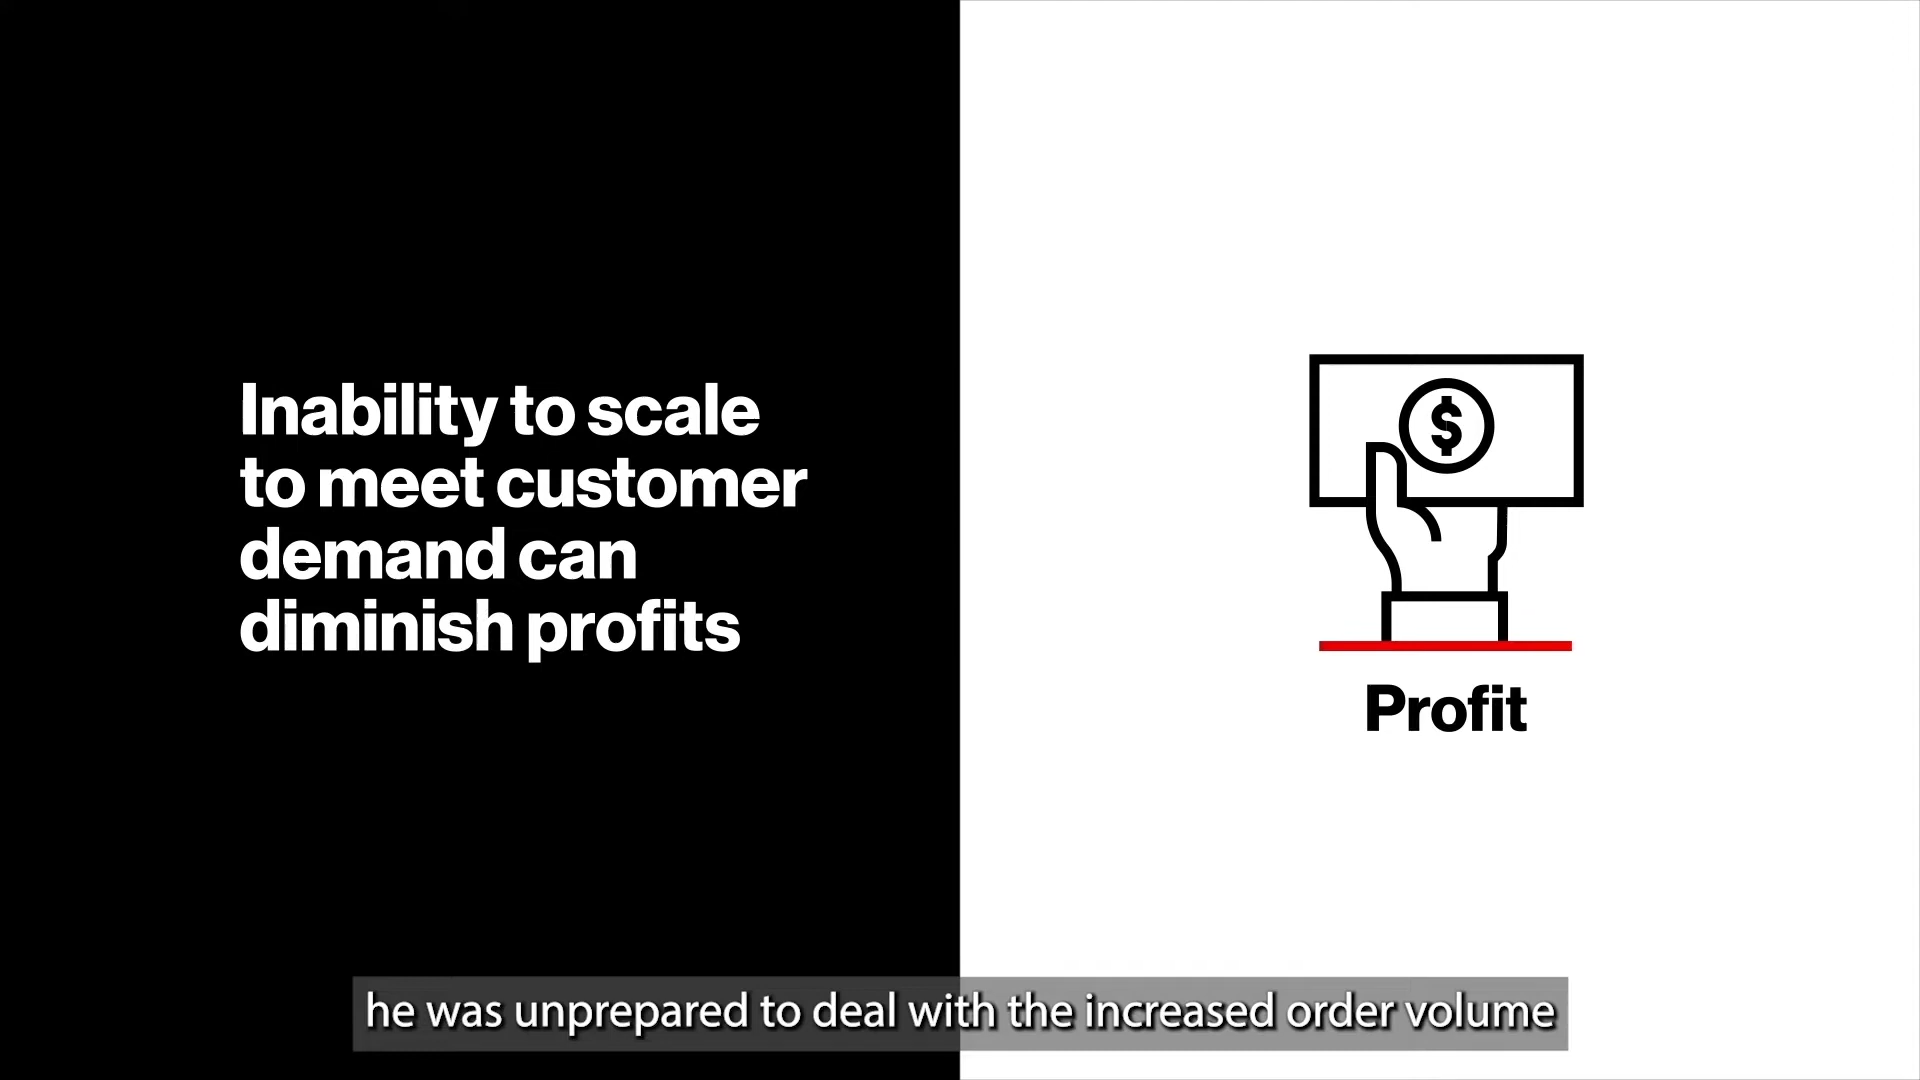 Inability to scale
to meet customer
demand can
diminish profits
$
Profit
he was unprepared to deal with the increased order volume